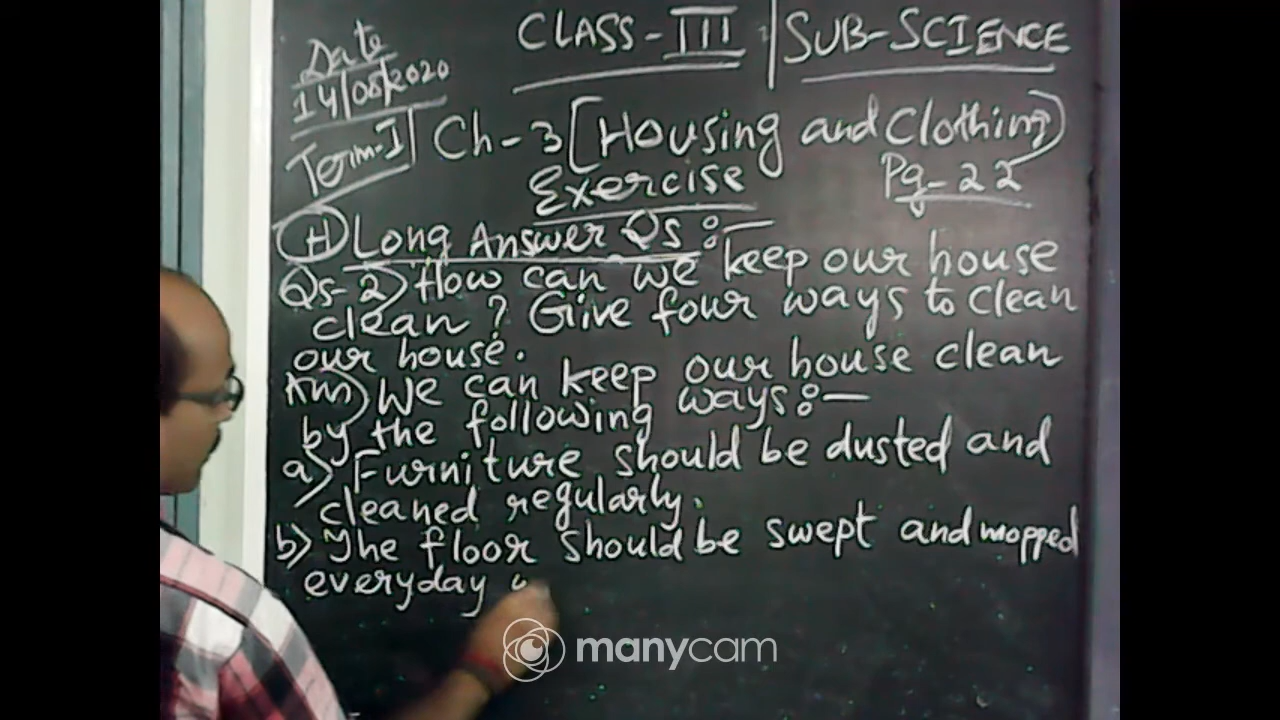 Date
14/08/2020
Term-I
CLASS-III | SUB-SCIENCE
Ch-3 [Housing and Clothing]
Exercise
Pg-22
(H) Long Answer Qs:-
Qs-2) How can we keep our house
clean? Give four ways to clean
our house.
Ans) We can keep our house clean
by the following ways:-
a) Furniture should be dusted and
cleaned regularly.
b) The floor should be swept and mopped
everyday
manycam